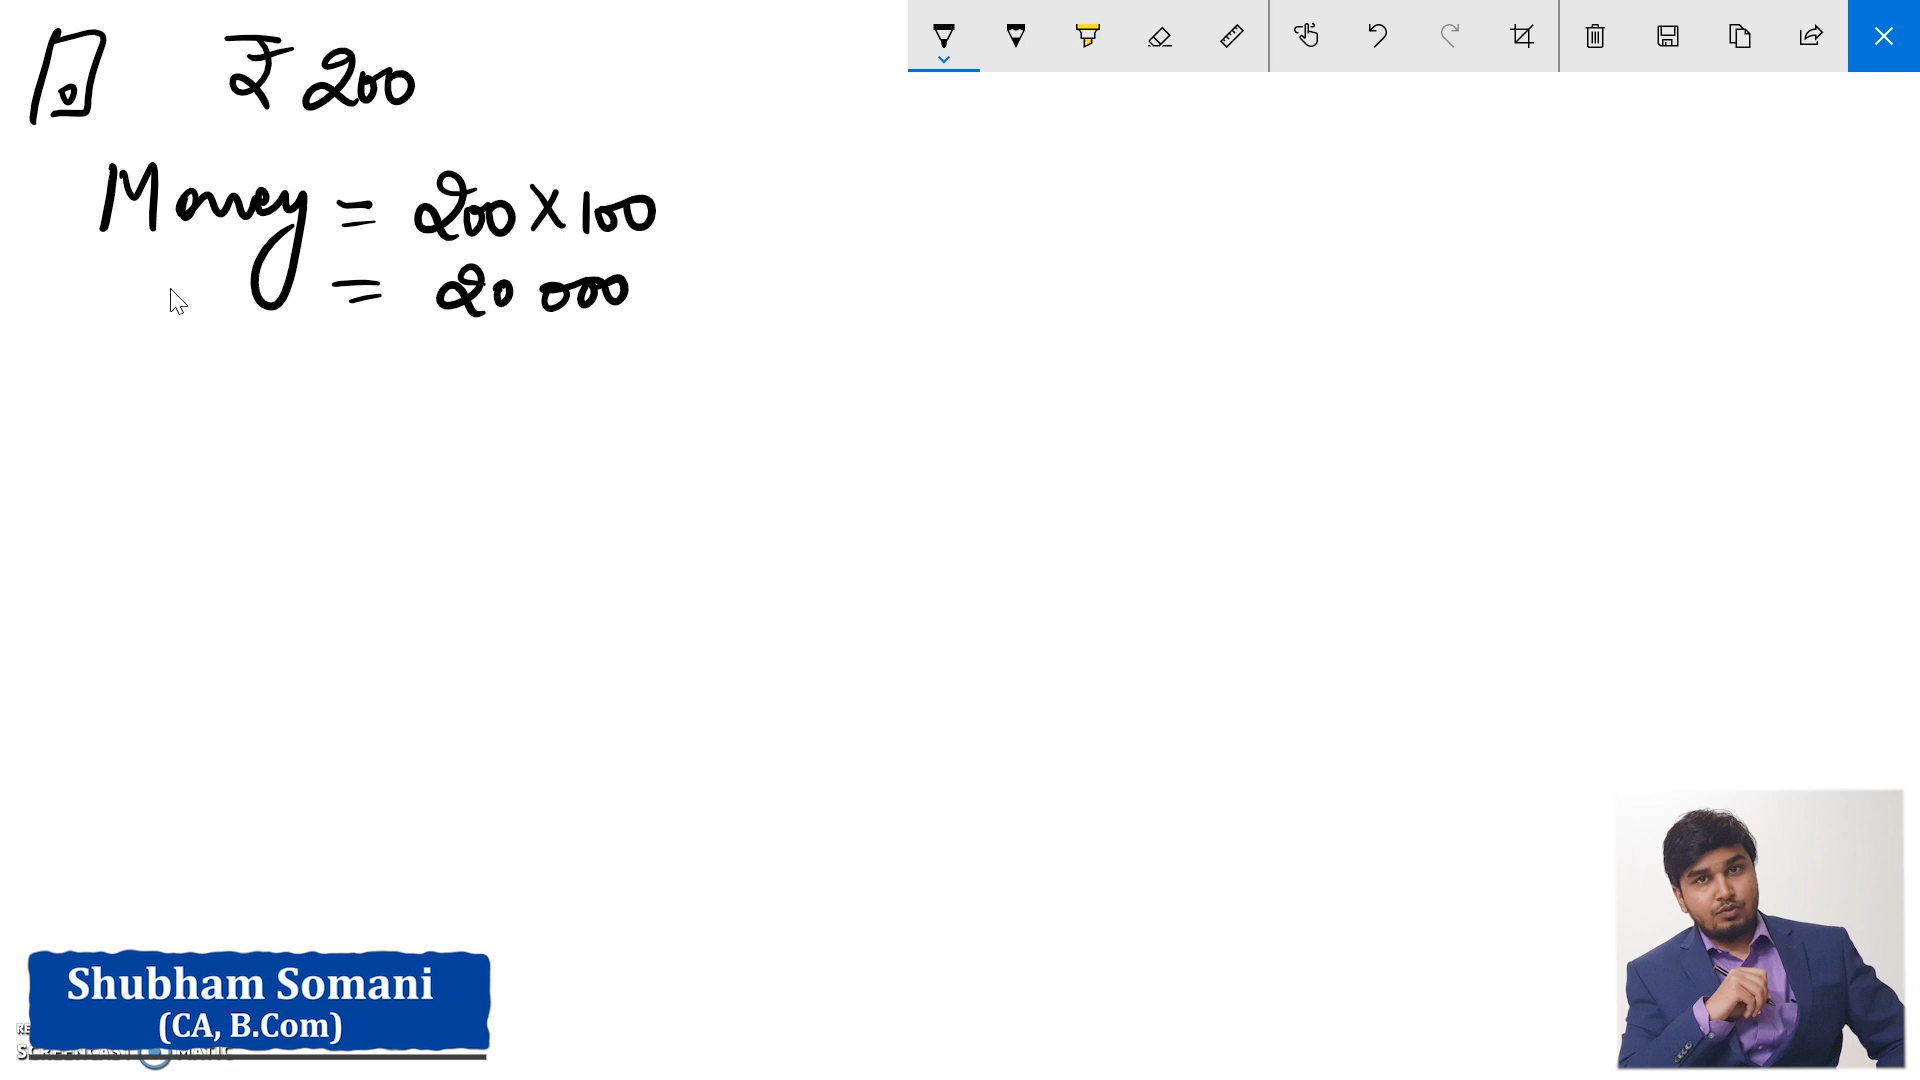 ₹ 200
Money = 200 × 100
= 20 000
Shubham Somani
(CA, B.Com)